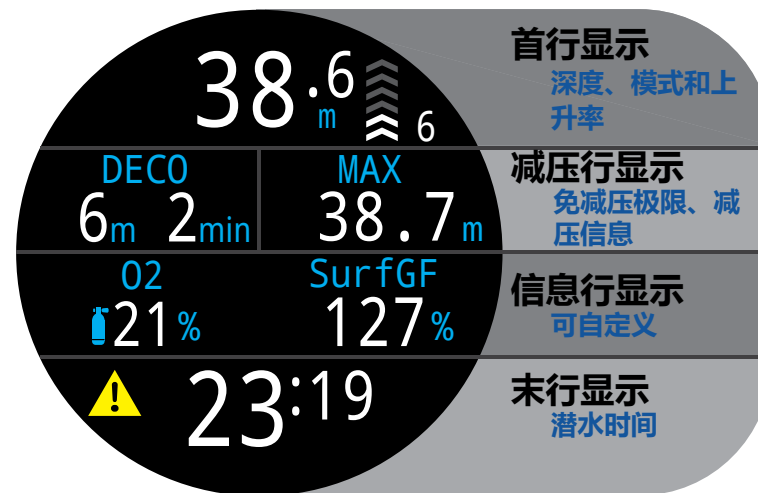 38.6
m
6
首行显示
深度、模式和上
升率
DECO
MAX
6m 2min
38.7m
减压行显示
免减压极限、减
压信息
O2
SurfGF
21%
127%
信息行显示
可自定义
23:19
末行显示
潜水时间